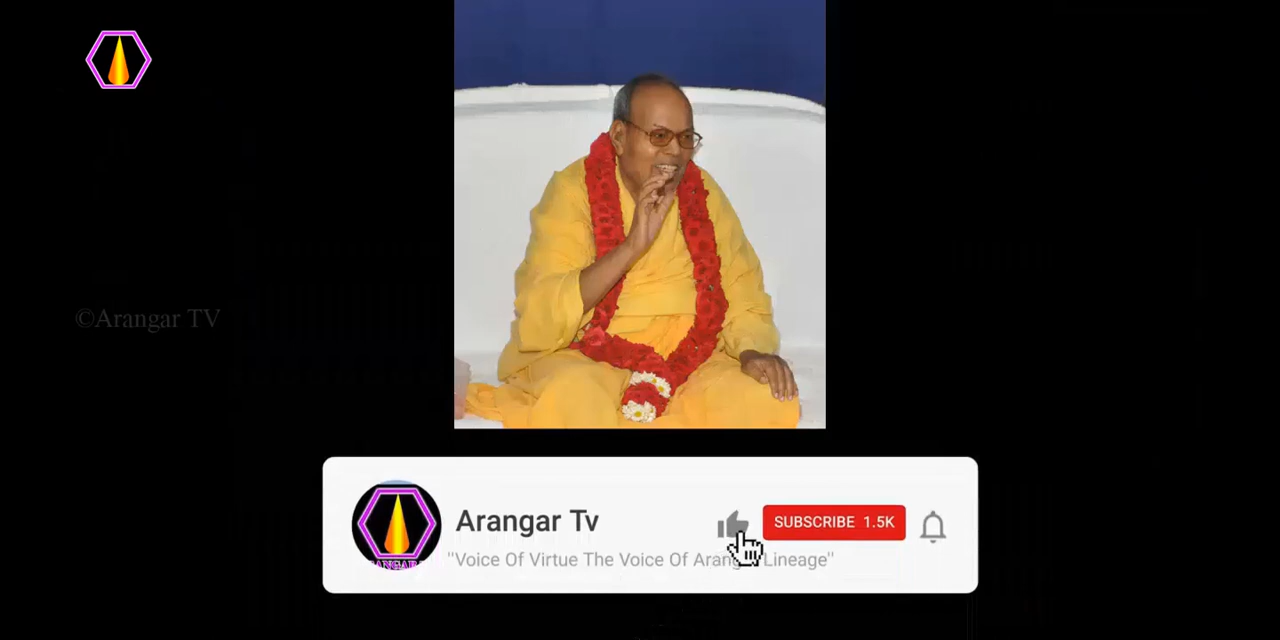 ©Arangar TV
Arangar Tv
SUBSCRIBE 1.5K
"Voice Of Virtue The Voice Of Lineage"